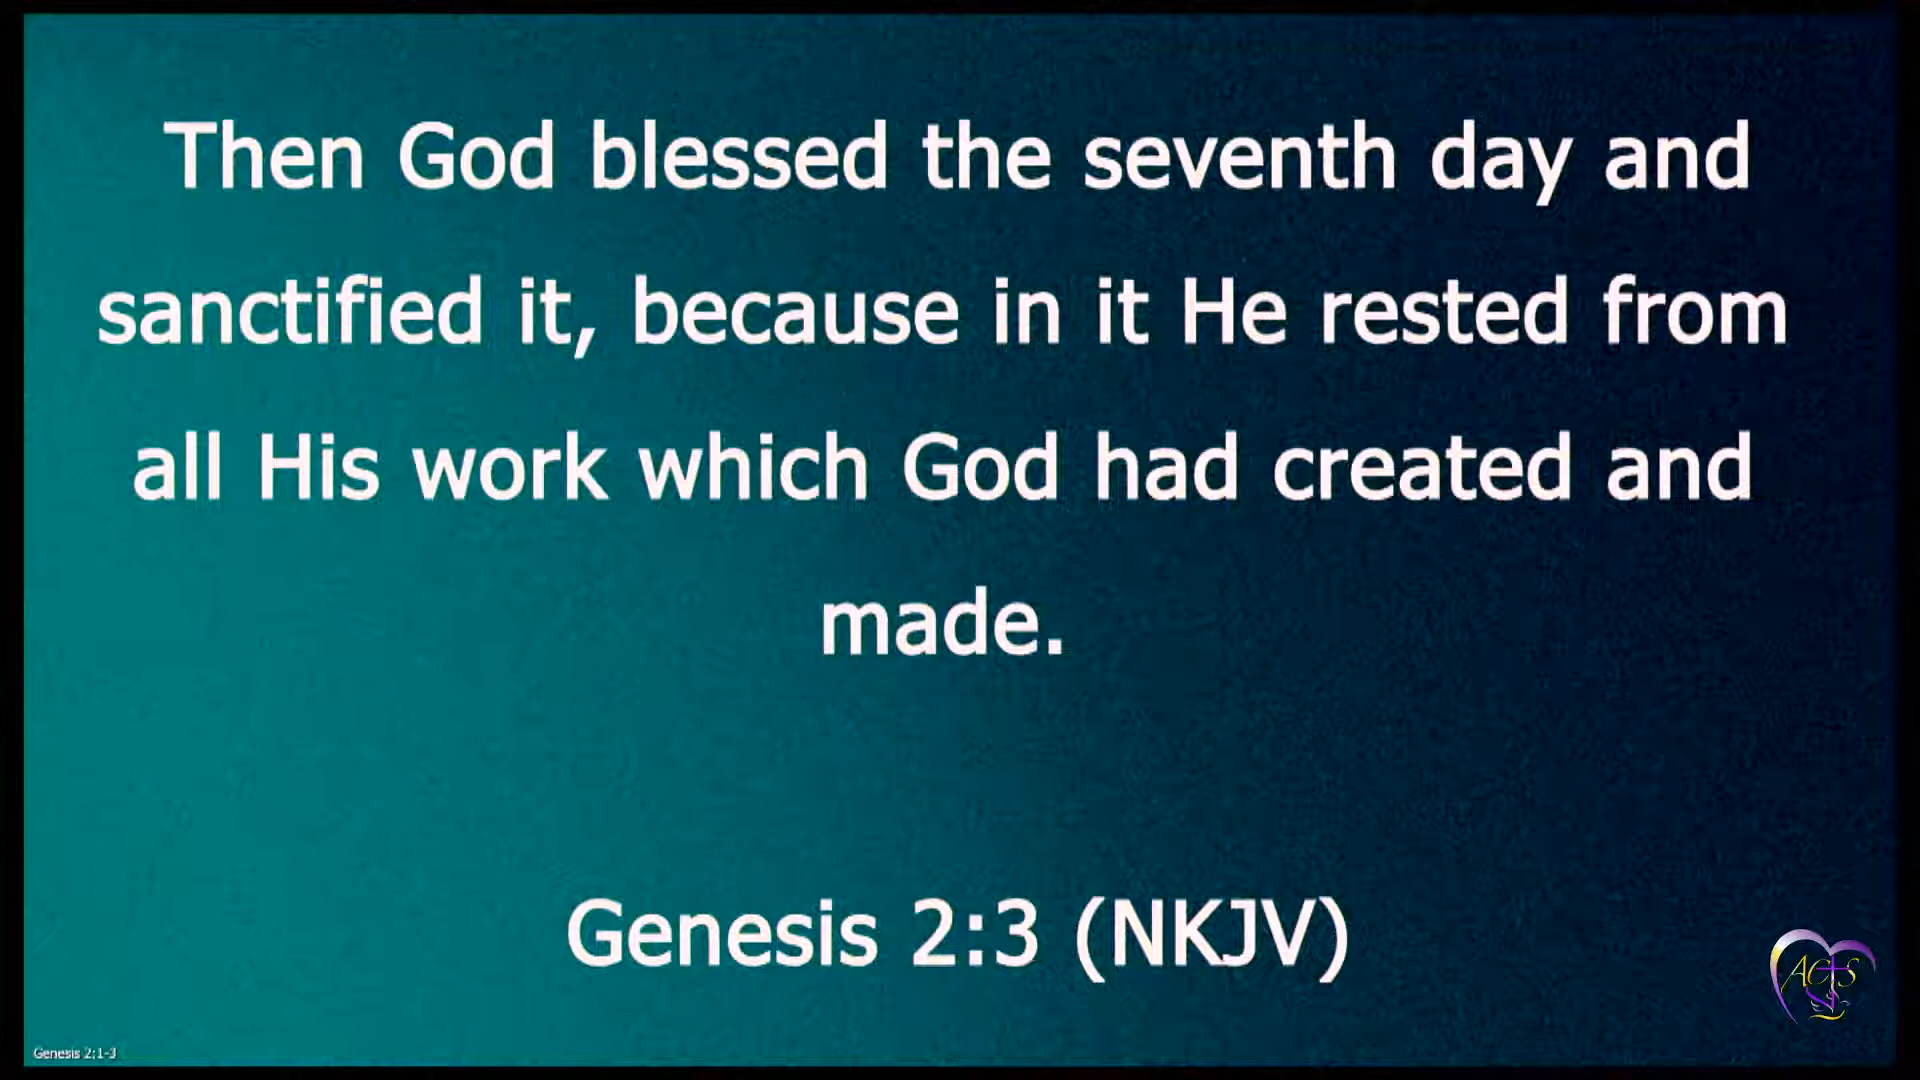 Then God blessed the seventh day and
sanctified it, because in it He rested from
all His work which God had created and
made.
Genesis 2:3 (NKJV)
ACTS
Genesis 2:1-3